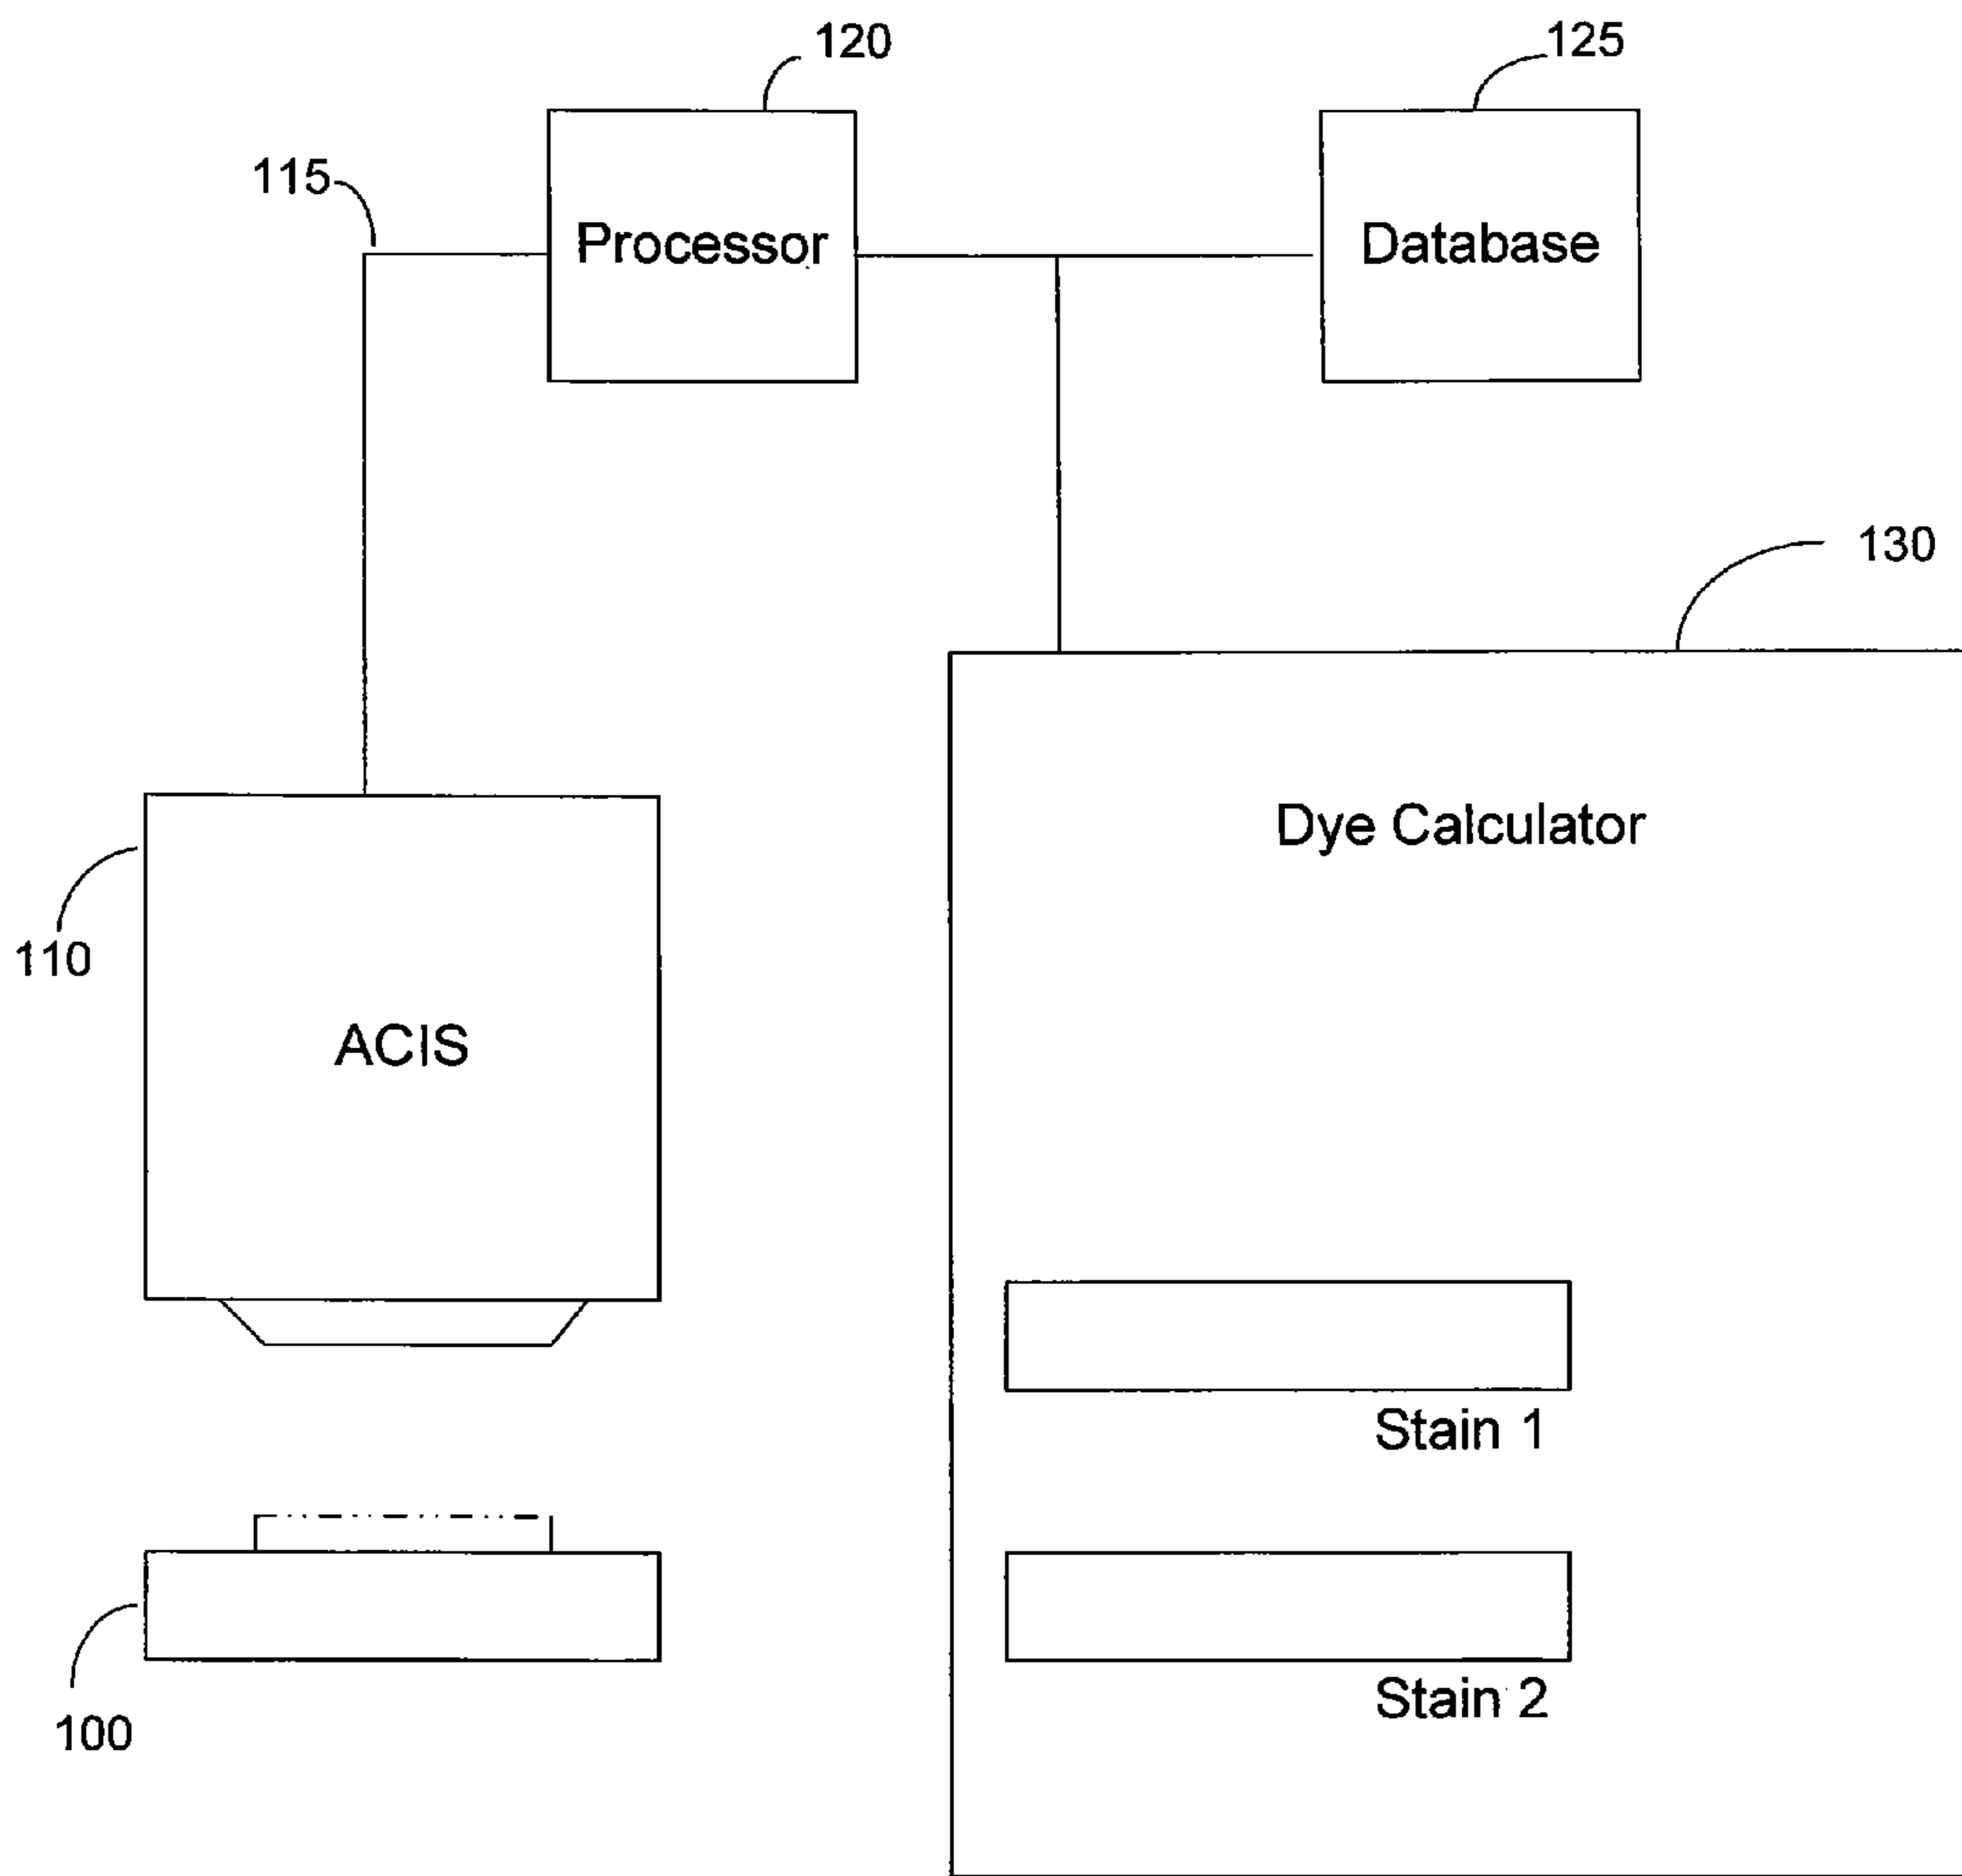 120
125
115
Processor
Database
130
Dye Calculator
110
ACIS
Stain 1
Stain 2
100